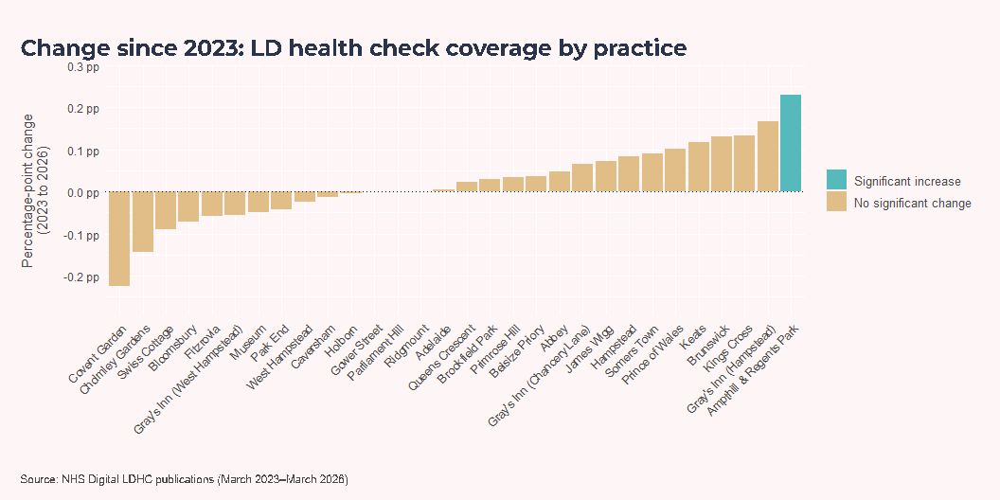 Change since 2023: LD health check coverage by practice
0.3 pp
0.2 pp
0.1 pp
0.0 pp
-0.1 pp
-0.2 pp
Percentage-point change
(2023 to 2026)
Significant increase
No significant change
Covent Garden
Cholmley Gardens
Swiss Cottage
Bloomsbury
Fitzrovia
Gray's Inn (West Hampstead)
Museum
Park End
West Hampstead
Caversham
Holborn
Gower Street
Parliament Hill
Ridgmount
Adelaide
Queens Crescent
Brookfield Park
Primrose Hill
Belsize Priory
Abbey
Gray's Inn (Chancery Lane)
James Wigg
Hampstead
Somers Town
Prince of Wales
Keats
Brunswick
Kings Cross
Gray's Inn (Hampstead)
Ampthill & Regents Park
Source: NHS Digital LDHC publications (March 2023–March 2026)